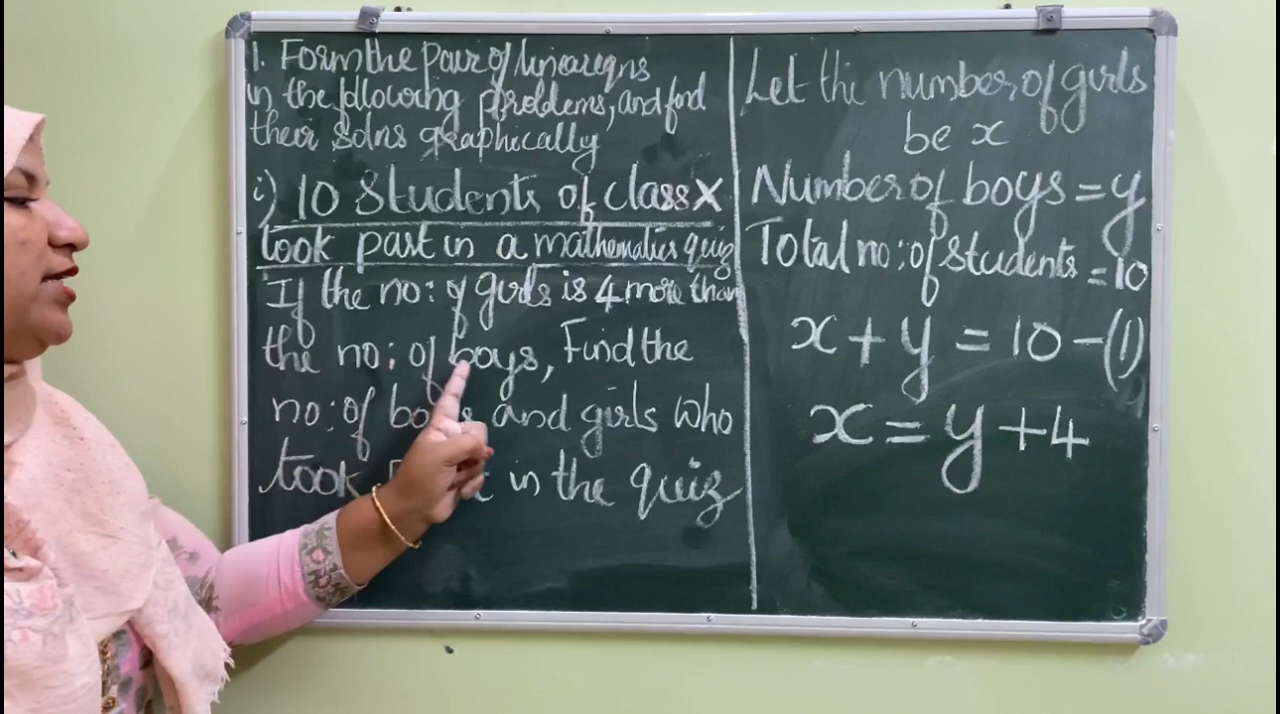 1. Form the pair of linear eqns
in the following problems, and find
their solns graphically
i) 10 Students of class X
took part in a mathematics quiz
If the no: of girls is 4 more than
the no: of boys, Find the
no: of boys and girls who
took in the quiz
Let the number of girls
be x
Number of boys = y
Total no: of students = 10
x + y = 10 - (1)
x = y + 4